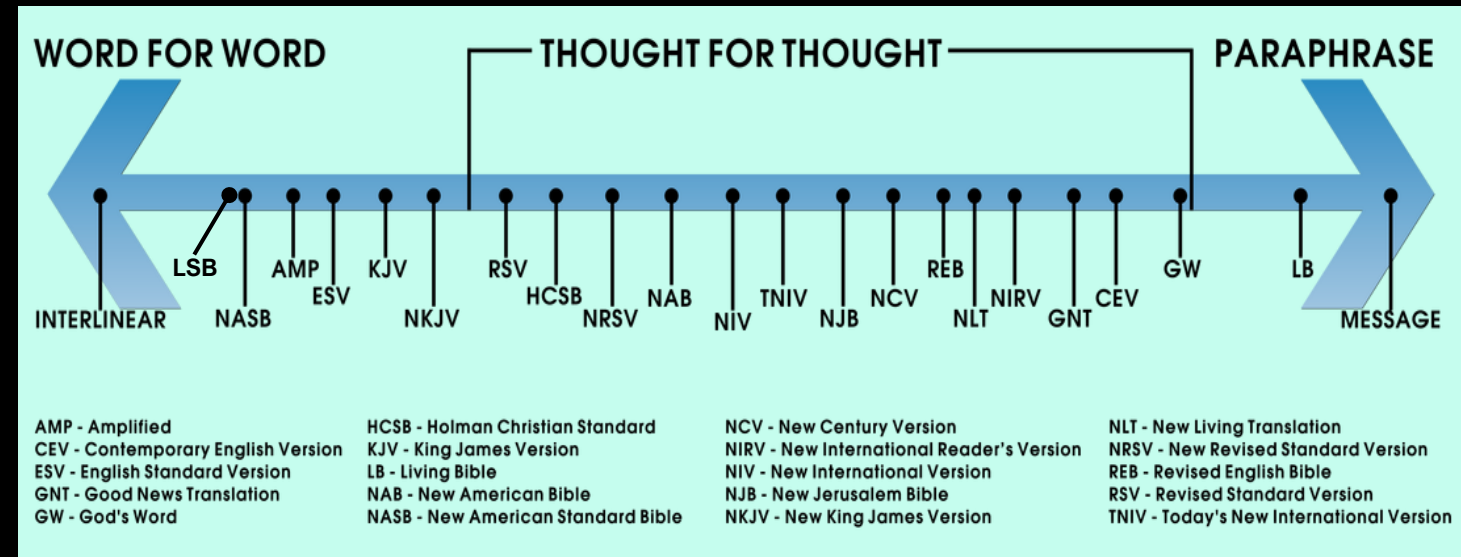 WORD FOR WORD THOUGHT FOR THOUGHT PARAPHRASE
LSB AMP KJV RSV REB GW LB
ESV HCSB NAB TNIV NCV NIRV CEV
INTERLINEAR NASB NKJV NRSV NIV NJB NLT GNT MESSAGE
AMP - Amplified
CEV - Contemporary English Version
ESV - English Standard Version
GNT - Good News Translation
GW - God's Word
HCSB - Holman Christian Standard
KJV - King James Version
LB - Living Bible
NAB - New American Bible
NASB - New American Standard Bible
NCV - New Century Version
NIRV - New International Reader's Version
NIV - New International Version
NJB - New Jerusalem Bible
NKJV - New King James Version
NLT - New Living Translation
NRSV - New Revised Standard Version
REB - Revised English Bible
RSV - Revised Standard Version
TNIV - Today's New International Version